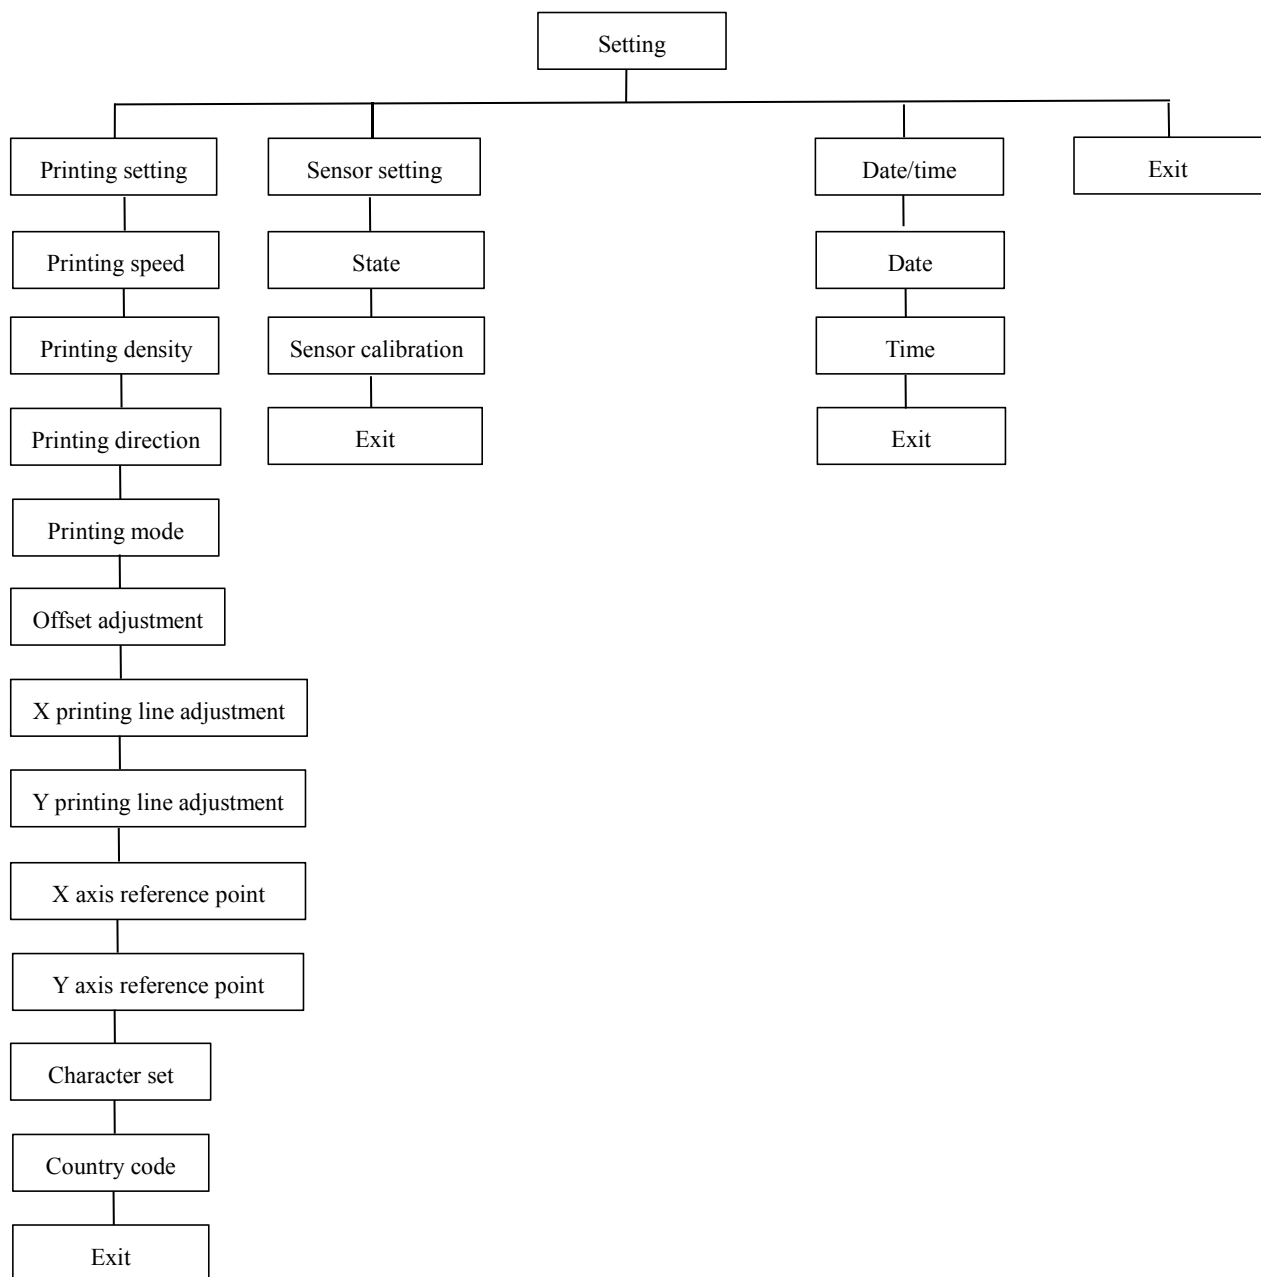 Setting
Printing setting
Sensor setting
Date/time
Exit
Printing speed
State
Date
Printing density
Sensor calibration
Time
Printing direction
Exit
Exit
Printing mode
Offset adjustment
X printing line adjustment
Y printing line adjustment
X axis reference point
Y axis reference point
Character set
Country code
Exit